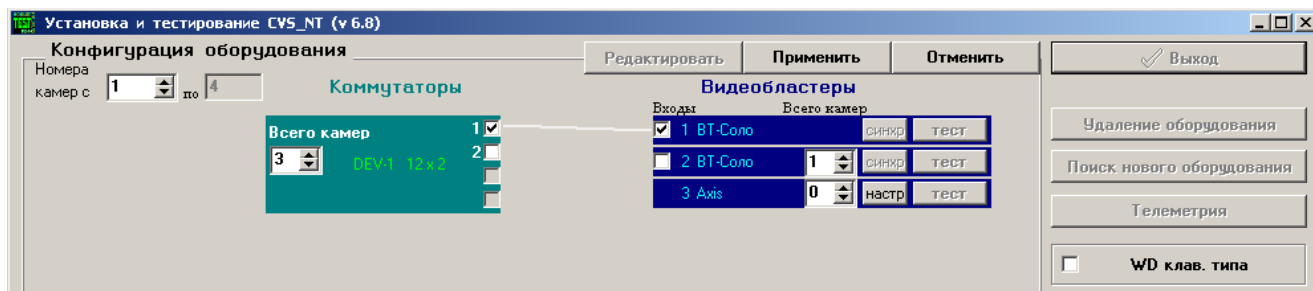 Установка и тестирование CVS_NT (v 6.8)
Конфигурация оборудования
Редактировать Применить Отменить Выход
Номера
камер с 1 по 4
Коммутаторы Видеобластеры
Входы Всего камер
Всего камер 1 1 BT-Соло синхр тест Удаление оборудования
3 DEV-1 12 x 2 2 2 BT-Соло 1 синхр тест Поиск нового оборудования
3 Axis 0 настр тест
Телеметрия
WD клав. типа